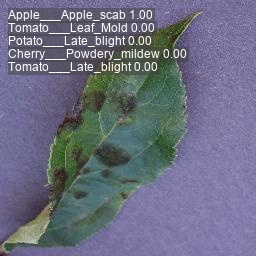 Apple___Apple_scab 1.00
Tomato___Leaf_Mold 0.00
Potato___Late_blight 0.00
Cherry___Powdery_mildew 0.00
Tomato___Late_blight 0.00